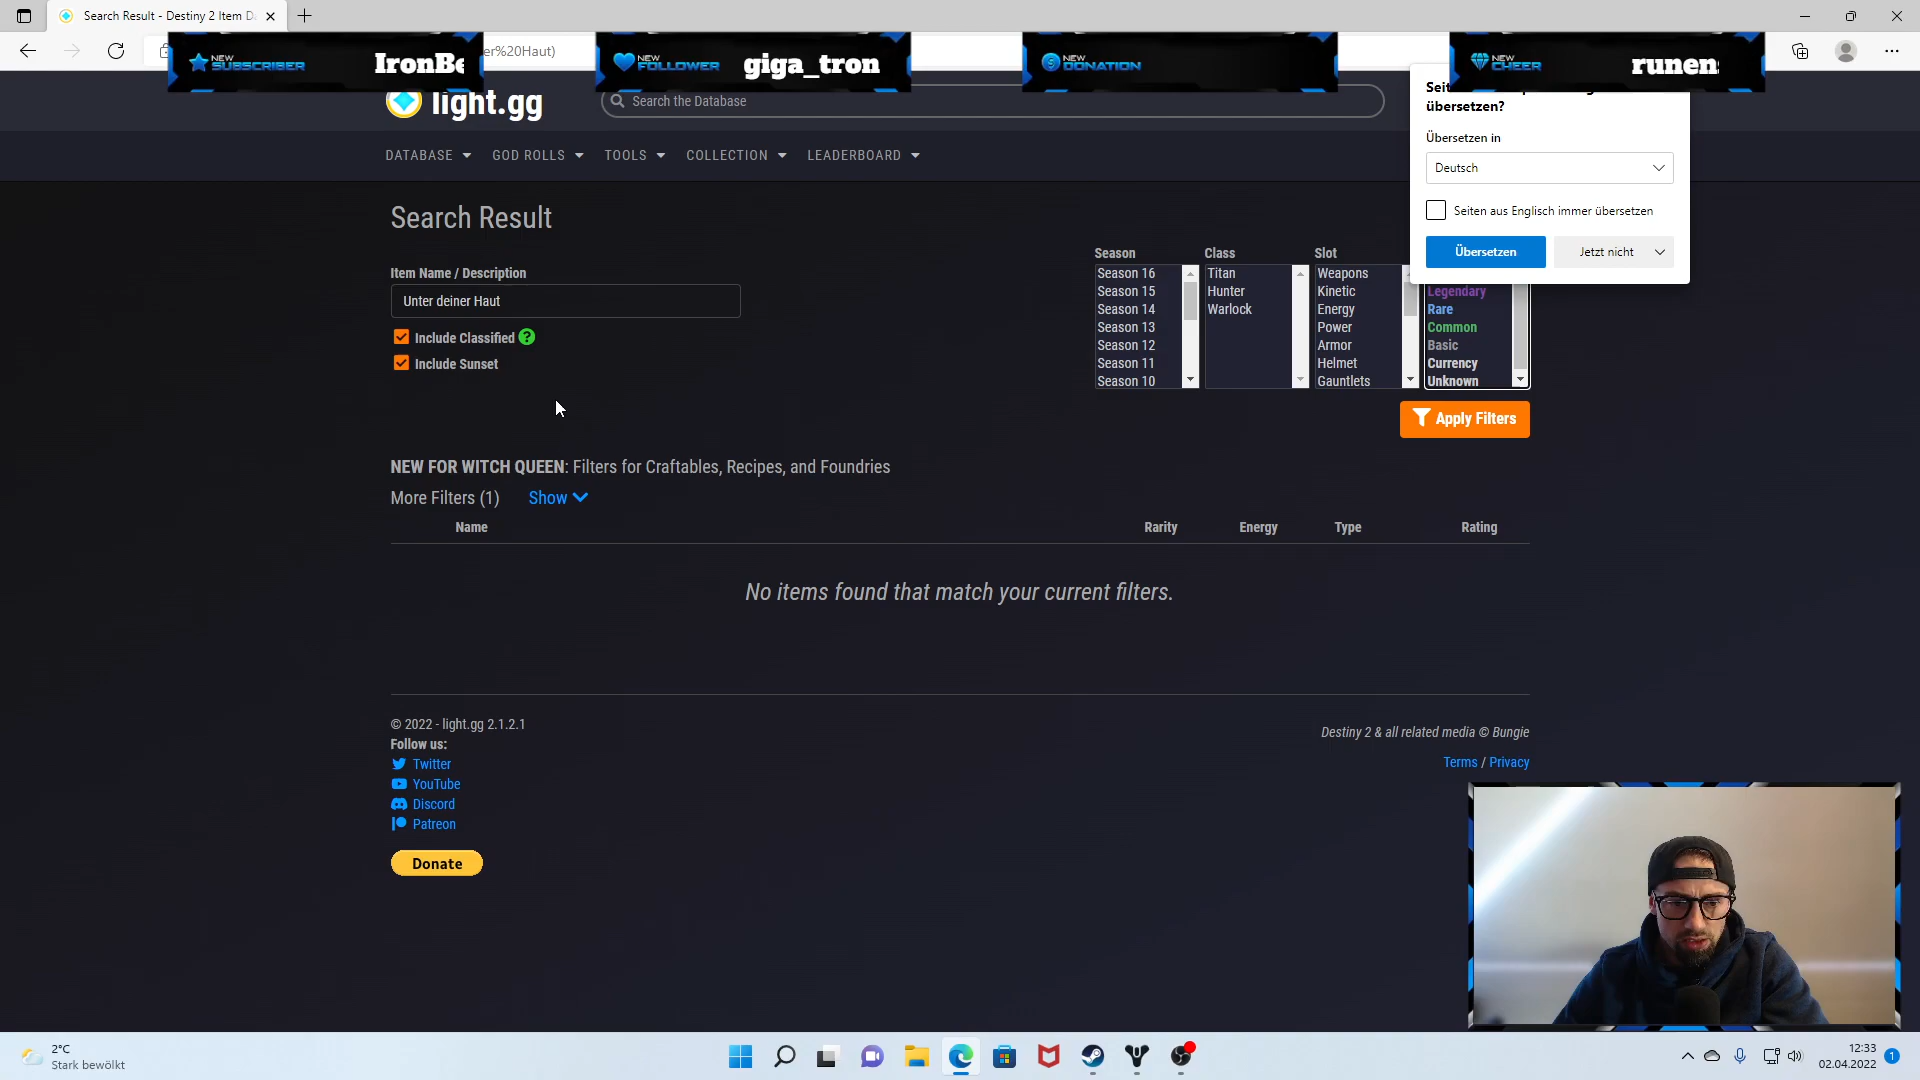 Search Result - Destiny 2 Item D
er%20Haut)
NEW SUBSCRIBER
IronBe
NEW FOLLOWER
giga_tron
NEW DONATION
NEW CHEER
runen
light.gg
Search the Database
Seit
übersetzen?
Übersetzen in
Deutsch
Seiten aus Englisch immer übersetzen
Übersetzen
Jetzt nicht
DATABASE
GOD ROLLS
TOOLS
COLLECTION
LEADERBOARD
Search Result
Item Name / Description
Unter deiner Haut
Include Classified ?
Include Sunset
Season
Season 16
Season 15
Season 14
Season 13
Season 12
Season 11
Season 10
Class
Titan
Hunter
Warlock
Slot
Weapons
Kinetic
Energy
Power
Armor
Helmet
Gauntlets
Legendary
Rare
Common
Basic
Currency
Unknown
Apply Filters
NEW FOR WITCH QUEEN: Filters for Craftables, Recipes, and Foundries
More Filters (1) Show
Name Rarity Energy Type Rating
No items found that match your current filters.
© 2022 - light.gg 2.1.2.1
Follow us:
Twitter
YouTube
Discord
Patreon
Donate
Destiny 2 & all related media © Bungie
Terms / Privacy
2°C
Stark bewölkt
12:33
02.04.2022
1